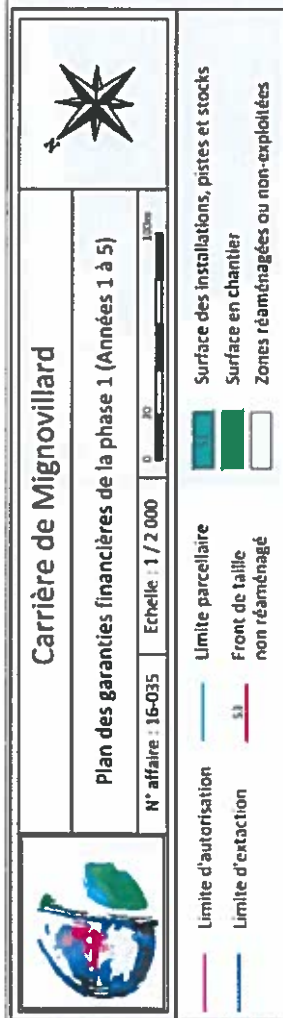 Carrière de Mignovillard
Plan des garanties financières de la phase 1 (Années 1 à 5)
N° affaire : 16-035
Echelle : 1 / 2 000
0
100m
N
Limite d'autorisation
Limite d'extaction
Limite parcellaire
Front de taille
non réaménagé
Surface des installations, pistes et stocks
Surface en chantier
Zones réaménagées ou non-exploitées